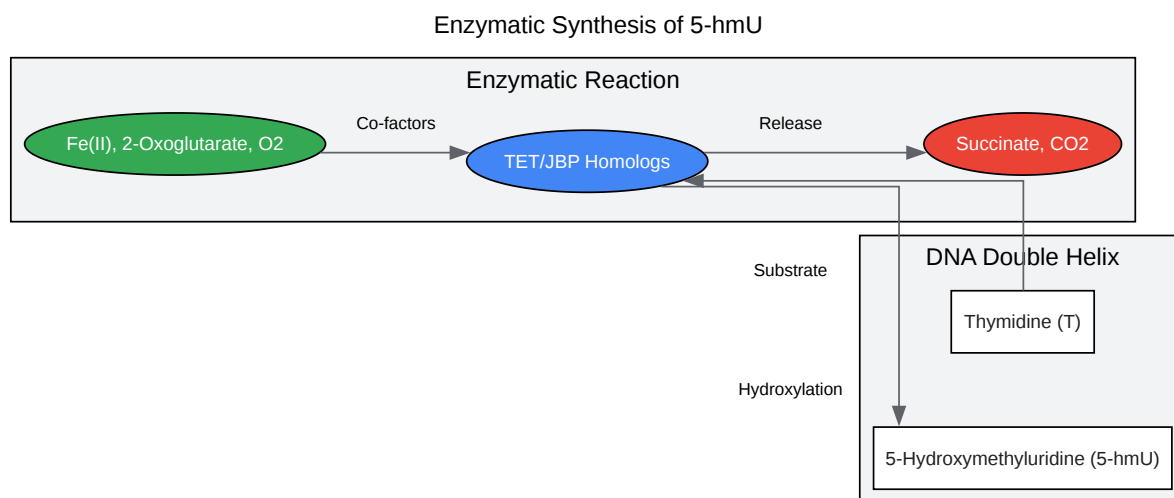 Enzymatic Synthesis of 5-hmU
Enzymatic Reaction
Fe(II), 2-Oxoglutarate, O2
Co-factors
TET/JBP Homologs
Release
Succinate, CO2
DNA Double Helix
Substrate
Thymidine (T)
Hydroxylation
5-Hydroxymethyluridine (5-hmU)